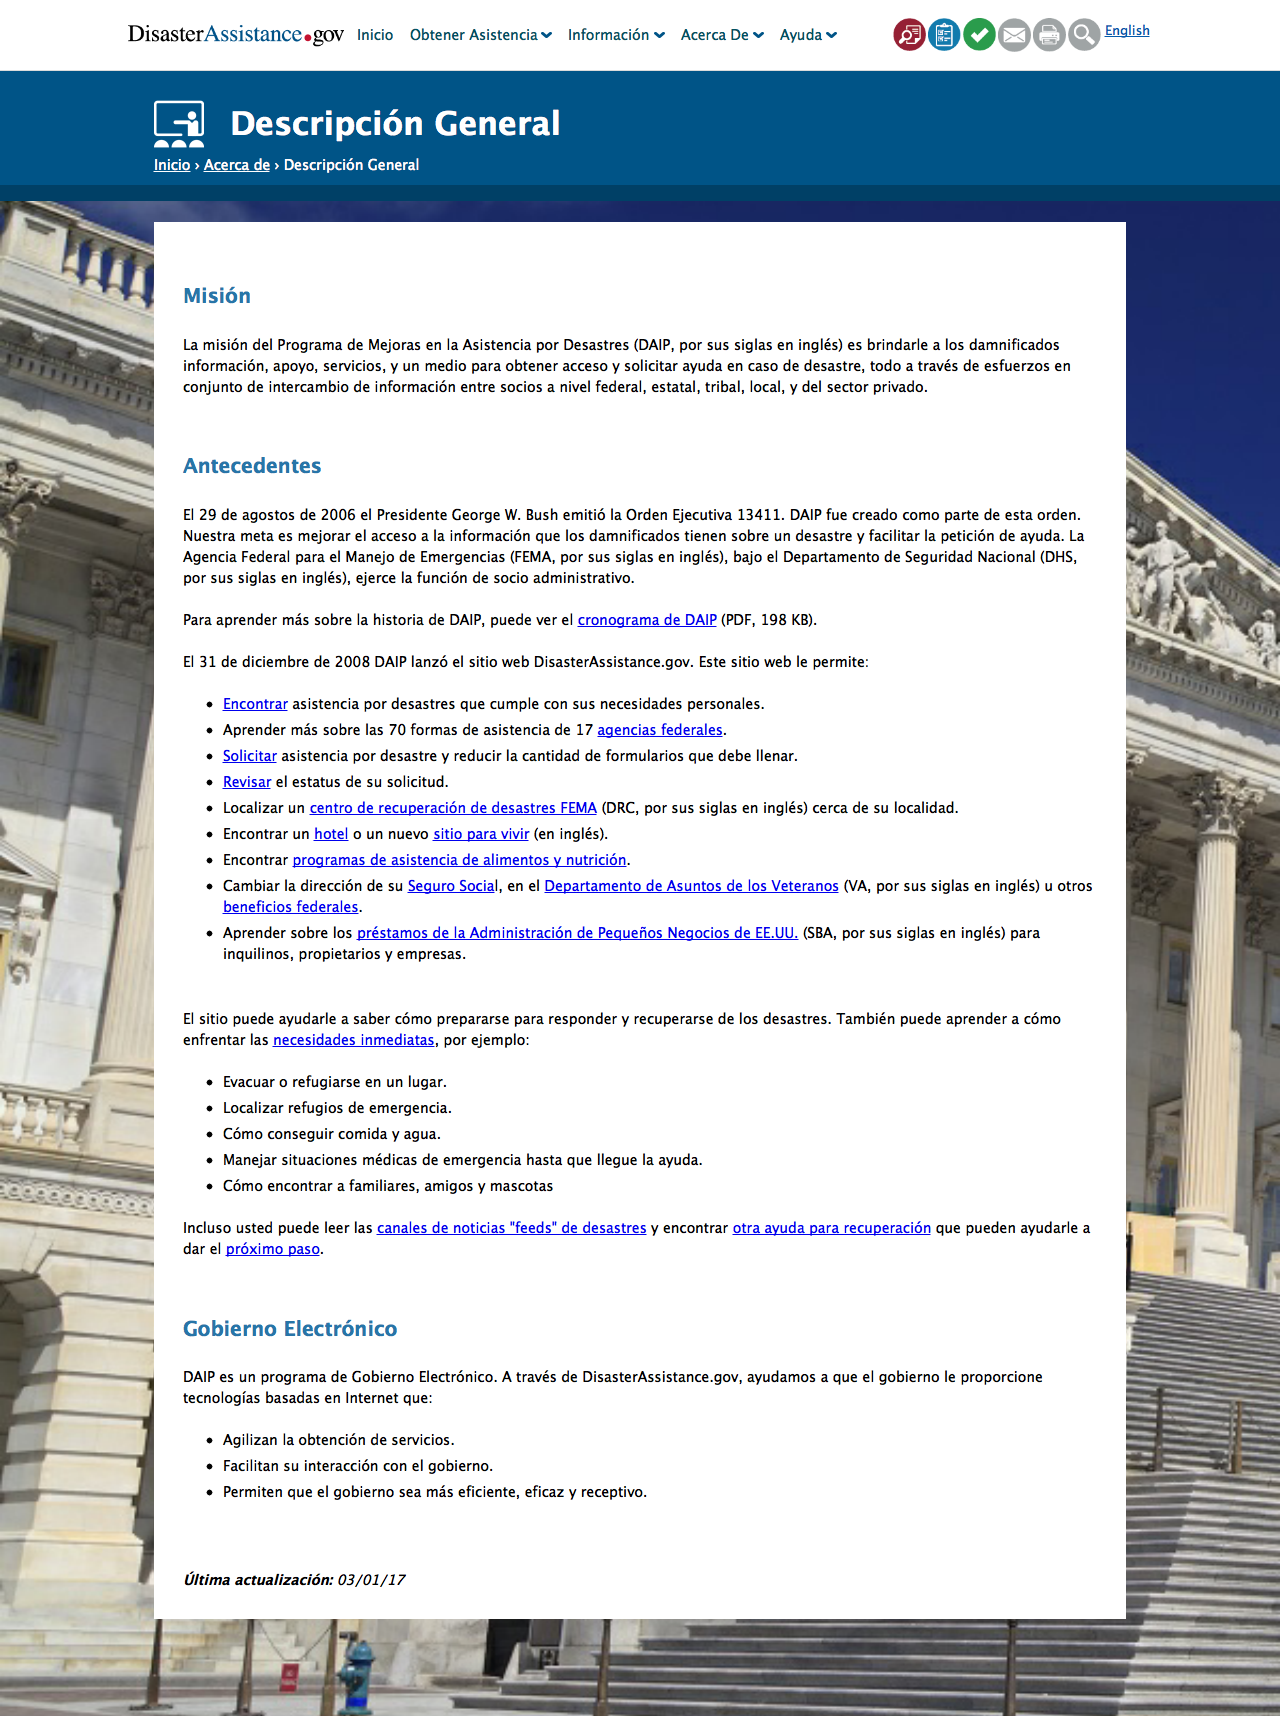 DisasterAssistance.gov Inicio Obtener Asistencia Información Acerca De Ayuda English
Descripción General
Inicio › Acerca de › Descripción General
Misión
La misión del Programa de Mejoras en la Asistencia por Desastres (DAIP, por sus siglas en inglés) es brindarle a los damnificados
información, apoyo, servicios, y un medio para obtener acceso y solicitar ayuda en caso de desastre, todo a través de esfuerzos en
conjunto de intercambio de información entre socios a nivel federal, estatal, tribal, local, y del sector privado.
Antecedentes
El 29 de agostos de 2006 el Presidente George W. Bush emitió la Orden Ejecutiva 13411. DAIP fue creado como parte de esta orden.
Nuestra meta es mejorar el acceso a la información que los damnificados tienen sobre un desastre y facilitar la petición de ayuda. La
Agencia Federal para el Manejo de Emergencias (FEMA, por sus siglas en inglés), bajo el Departamento de Seguridad Nacional (DHS,
por sus siglas en inglés), ejerce la función de socio administrativo.
Para aprender más sobre la historia de DAIP, puede ver el cronograma de DAIP (PDF, 198 KB).
El 31 de diciembre de 2008 DAIP lanzó el sitio web DisasterAssistance.gov. Este sitio web le permite:
• Encontrar asistencia por desastres que cumple con sus necesidades personales.
• Aprender más sobre las 70 formas de asistencia de 17 agencias federales.
• Solicitar asistencia por desastre y reducir la cantidad de formularios que debe llenar.
• Revisar el estatus de su solicitud.
• Localizar un centro de recuperación de desastres FEMA (DRC, por sus siglas en inglés) cerca de su localidad.
• Encontrar un hotel o un nuevo sitio para vivir (en inglés).
• Encontrar programas de asistencia de alimentos y nutrición.
• Cambiar la dirección de su Seguro Social, en el Departamento de Asuntos de los Veteranos (VA, por sus siglas en inglés) u otros
beneficios federales.
• Aprender sobre los préstamos de la Administración de Pequeños Negocios de EE.UU. (SBA, por sus siglas en inglés) para
inquilinos, propietarios y empresas.
El sitio puede ayudarle a saber cómo prepararse para responder y recuperarse de los desastres. También puede aprender a cómo
enfrentar las necesidades inmediatas, por ejemplo:
• Evacuar o refugiarse en un lugar.
• Localizar refugios de emergencia.
• Cómo conseguir comida y agua.
• Manejar situaciones médicas de emergencia hasta que llegue la ayuda.
• Cómo encontrar a familiares, amigos y mascotas
Incluso usted puede leer las canales de noticias "feeds" de desastres y encontrar otra ayuda para recuperación que pueden ayudarle a
dar el próximo paso.
Gobierno Electrónico
DAIP es un programa de Gobierno Electrónico. A través de DisasterAssistance.gov, ayudamos a que el gobierno le proporcione
tecnologías basadas en Internet que:
• Agilizan la obtención de servicios.
• Facilitan su interacción con el gobierno.
• Permiten que el gobierno sea más eficiente, eficaz y receptivo.
Última actualización: 03/01/17